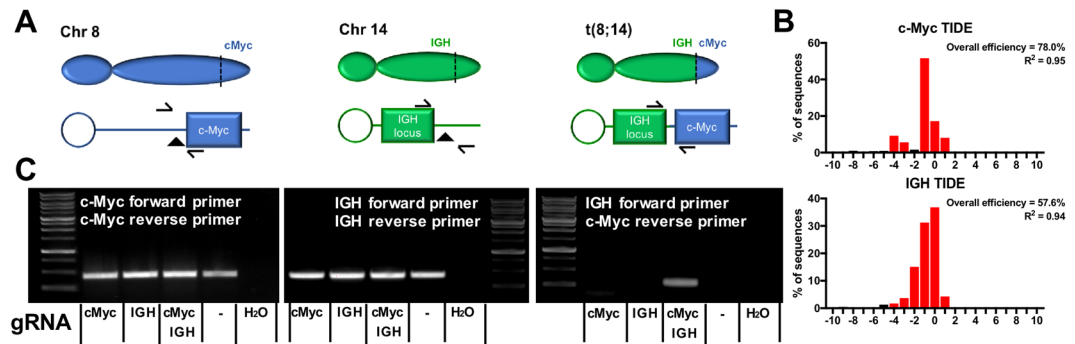 A
Chr 8
cMyc
c-Myc
Chr 14
IGH
IGH
locus
t(8;14)
IGH
cMyc
IGH
locus
c-Myc
B
c-Myc TIDE
Overall efficiency = 78.0%
R² = 0.95
% of sequences
60
40
20
0
-10 -8 -6 -4 -2 0 2 4 6 8 10
IGH TIDE
Overall efficiency = 57.6%
R² = 0.94
% of sequences
40
30
20
10
0
-10 -8 -6 -4 -2 0 2 4 6 8 10
C
c-Myc forward primer
c-Myc reverse primer
IGH forward primer
IGH reverse primer
IGH forward primer
c-Myc reverse primer
gRNA
cMyc IGH cMyc IGH - H₂O
cMyc IGH cMyc IGH - H₂O
cMyc IGH cMyc IGH - H₂O